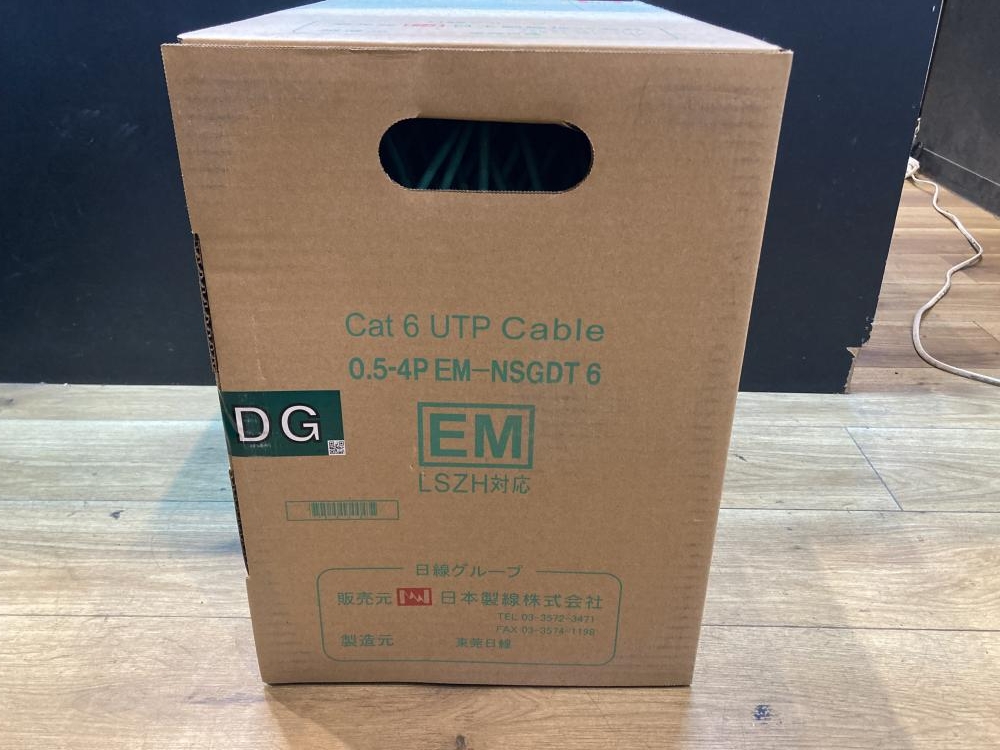 Cat 6 UTP Cable
0.5-4P EM-NSGDT 6
DG
EM
LSZH対応
日線グループ
販売元 日本製線株式会社
TEL 03-3572-3471
FAX 03-3574-1198
製造元 東莞日線